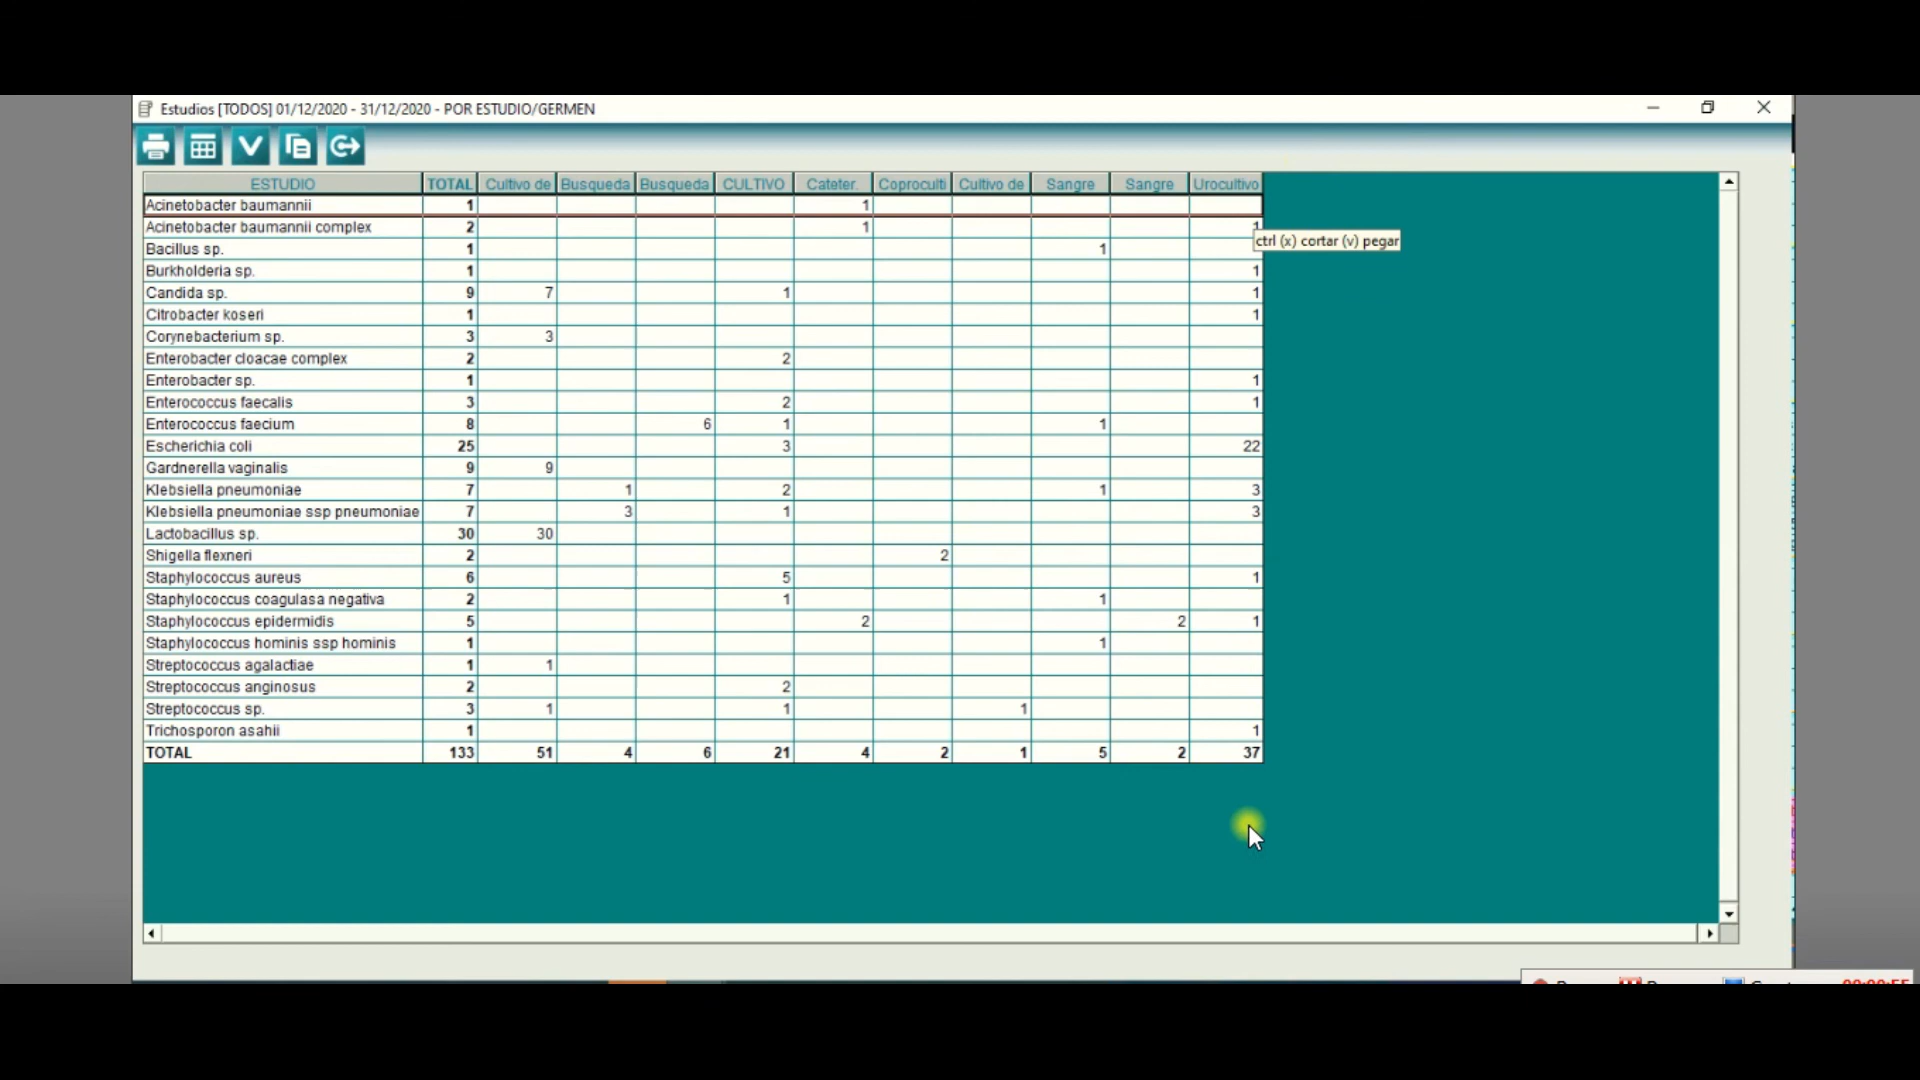 Estudios [TODOS] 01/12/2020 - 31/12/2020 - POR ESTUDIO/GERMEN
ESTUDIO TOTAL Cultivo de Busqueda Busqueda CULTIVO Cateter. Coproculti Cultivo de Sangre Sangre Urocultivo
Acinetobacter baumannii 1 1
Acinetobacter baumannii complex 2 1 1
ctrl (x) cortar (v) pegar
Bacillus sp. 1 1
Burkholderia sp. 1 1
Candida sp. 9 7 1 1
Citrobacter koseri 1 1
Corynebacterium sp. 3 3
Enterobacter cloacae complex 2 2
Enterobacter sp. 1 1
Enterococcus faecalis 3 2 1
Enterococcus faecium 8 6 1 1
Escherichia coli 25 3 22
Gardnerella vaginalis 9 9
Klebsiella pneumoniae 7 1 2 1 3
Klebsiella pneumoniae ssp pneumoniae 7 3 1 3
Lactobacillus sp. 30 30
Shigella flexneri 2 2
Staphylococcus aureus 6 5 1
Staphylococcus coagulasa negativa 2 1 1
Staphylococcus epidermidis 5 2 2 1
Staphylococcus hominis ssp hominis 1 1
Streptococcus agalactiae 1 1
Streptococcus anginosus 2 2
Streptococcus sp. 3 1 1 1
Trichosporon asahii 1 1
TOTAL 133 51 4 6 21 4 2 1 5 2 37